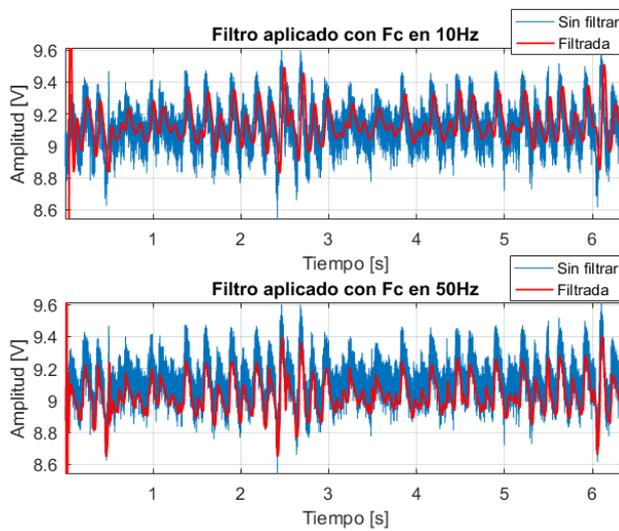 Filtro aplicado con Fc en 10Hz
Sin filtrar
Filtrada
Amplitud [V]
9.6
9.4
9.2
9
8.8
8.6
1
2
3
4
5
6
Tiempo [s]
Filtro aplicado con Fc en 50Hz
Sin filtrar
Filtrada
Amplitud [V]
9.6
9.4
9.2
9
8.8
8.6
1
2
3
4
5
6
Tiempo [s]